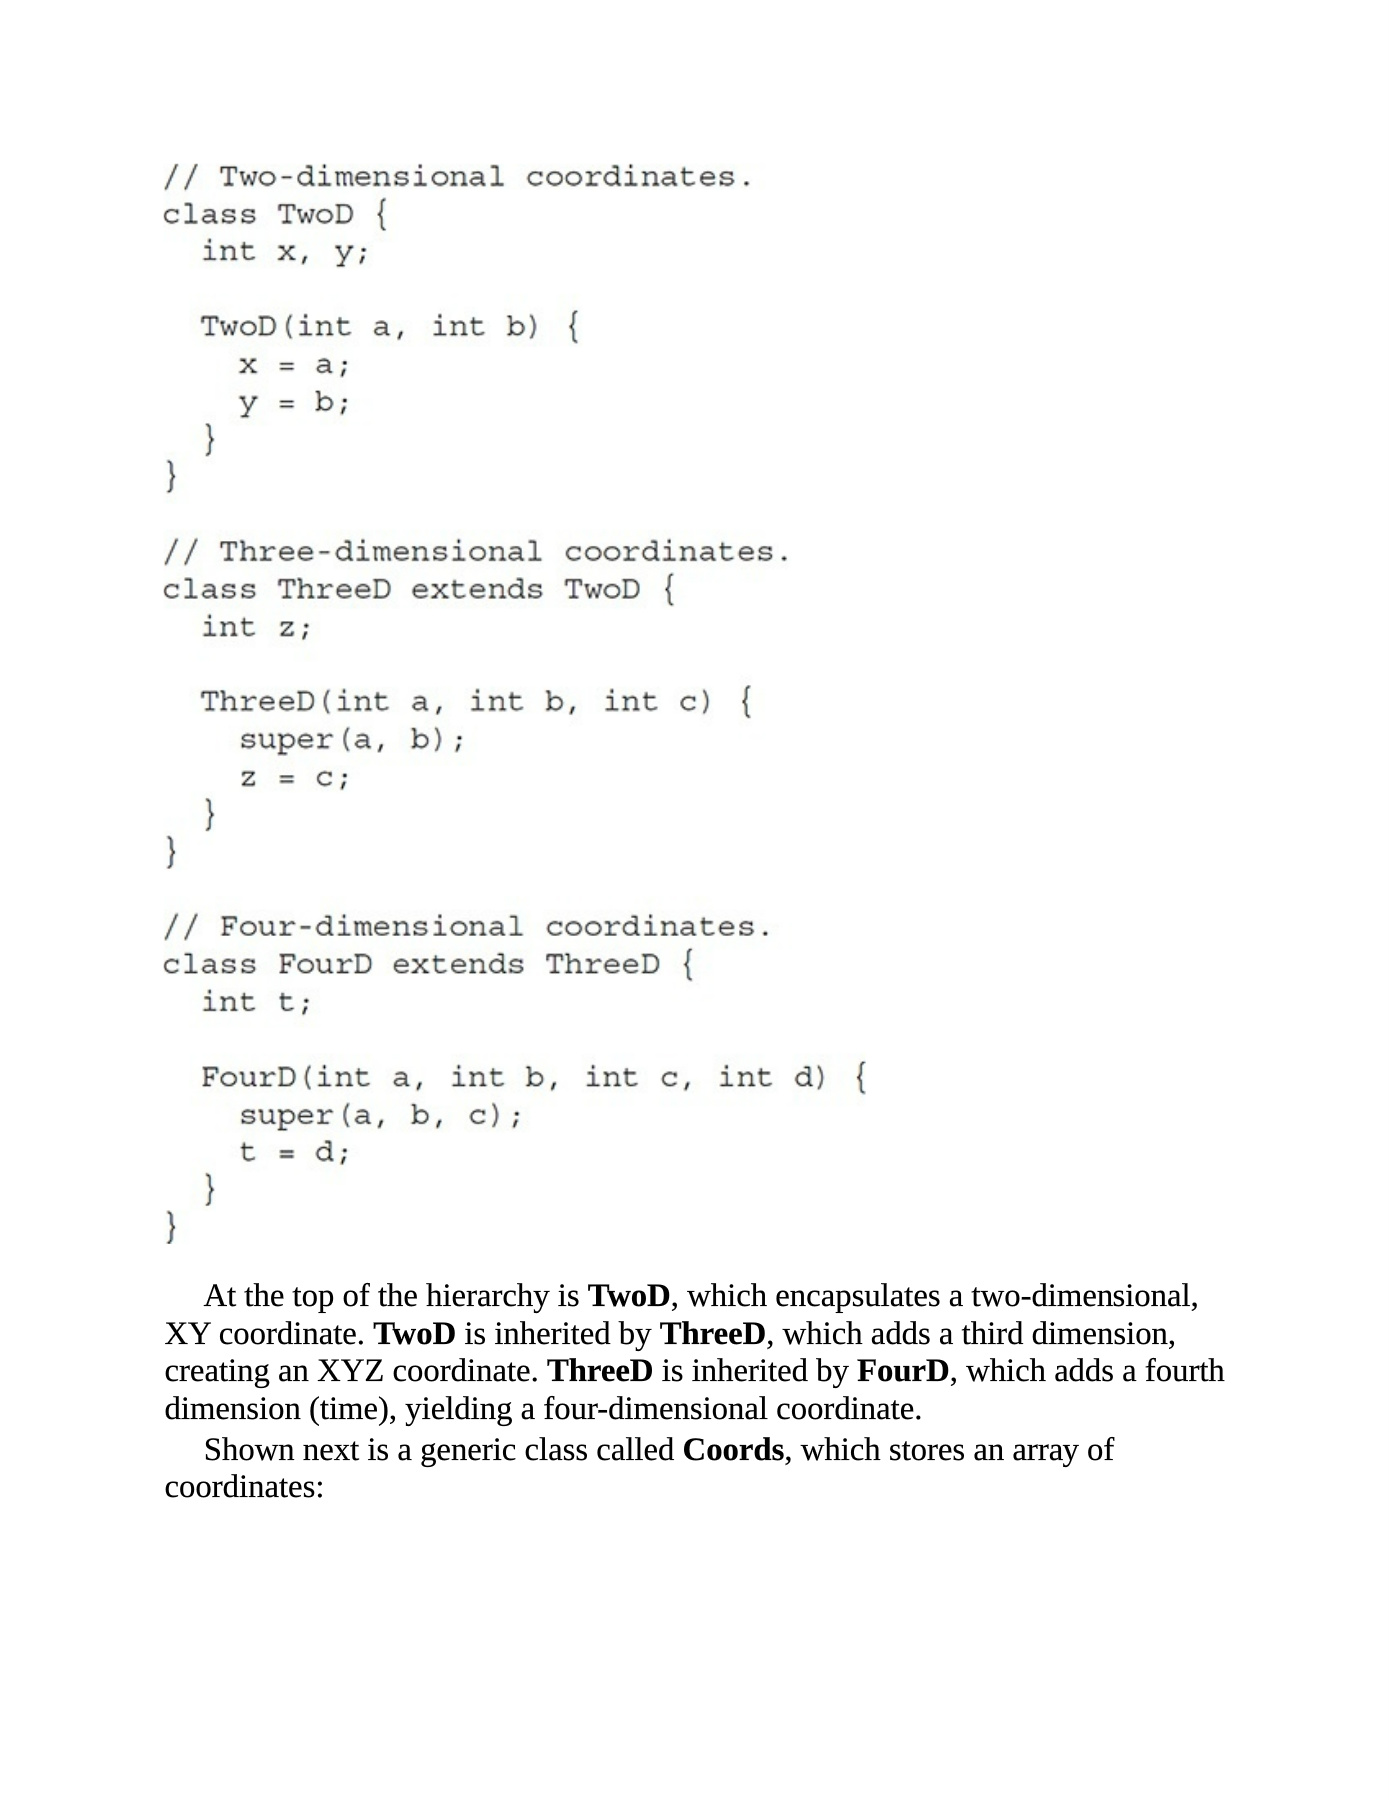 // Two-dimensional coordinates.
class TwoD {
  int x, y;

  TwoD(int a, int b) {
    x = a;
    y = b;
  }
}

// Three-dimensional coordinates.
class ThreeD extends TwoD {
  int z;

  ThreeD(int a, int b, int c) {
    super(a, b);
    z = c;
  }
}

// Four-dimensional coordinates.
class FourD extends ThreeD {
  int t;

  FourD(int a, int b, int c, int d) {
    super(a, b, c);
    t = d;
  }
}
At the top of the hierarchy is TwoD, which encapsulates a two-dimensional,
XY coordinate. TwoD is inherited by ThreeD, which adds a third dimension,
creating an XYZ coordinate. ThreeD is inherited by FourD, which adds a fourth
dimension (time), yielding a four-dimensional coordinate.
Shown next is a generic class called Coords, which stores an array of
coordinates: